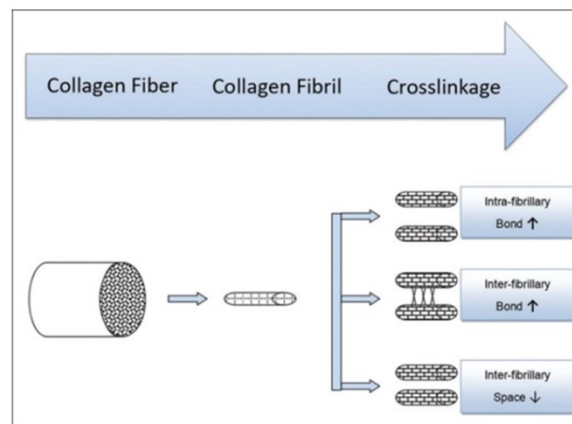 Collagen Fiber Collagen Fibril Crosslinkage
Intra-fibrillary
Bond ↑
Inter-fibrillary
Bond ↑
Inter-fibrillary
Space ↓